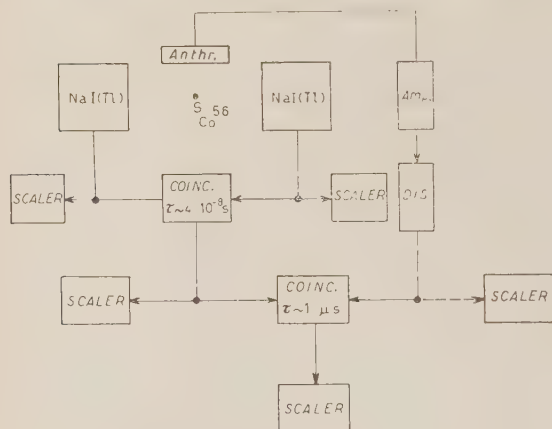 Anthr.
NaI(Tl)
S
Co 56
NaI(Tl)
SCALER
COINC.
τ~4 10⁻⁸s
SCALER
DIS
SCALER
COINC.
τ~1 μs
SCALER
SCALER